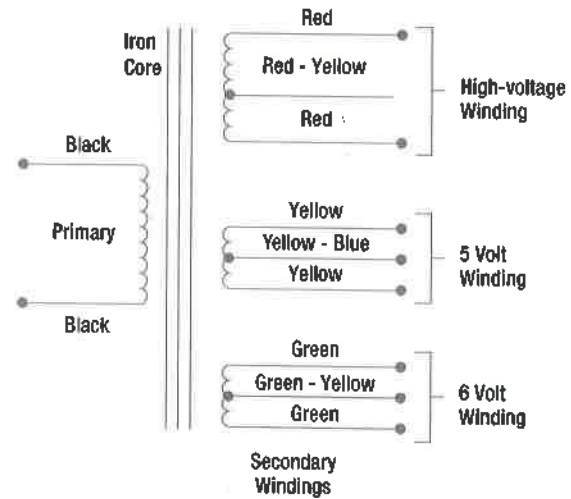 Red
Iron
Core
Red - Yellow
High-voltage
Winding
Red
Black
Primary
Black
Yellow
Yellow - Blue
5 Volt
Winding
Yellow
Green
Green - Yellow
6 Volt
Winding
Green
Secondary
Windings